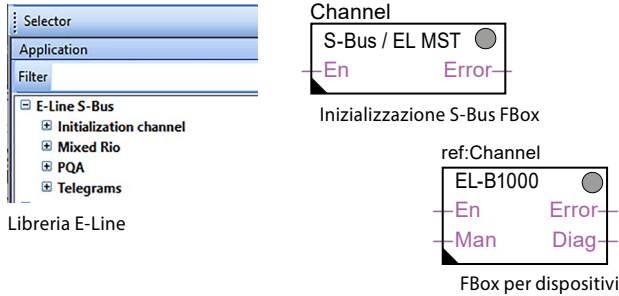 Selector
Application
Filter
E-Line S-Bus
Initialization channel
Mixed Rio
PQA
Telegrams
Libreria E-Line
Channel
S-Bus / EL MST
En Error
Inizializzazione S-Bus FBox
ref:Channel
EL-B1000
En Error
Man Diag
FBox per dispositivi